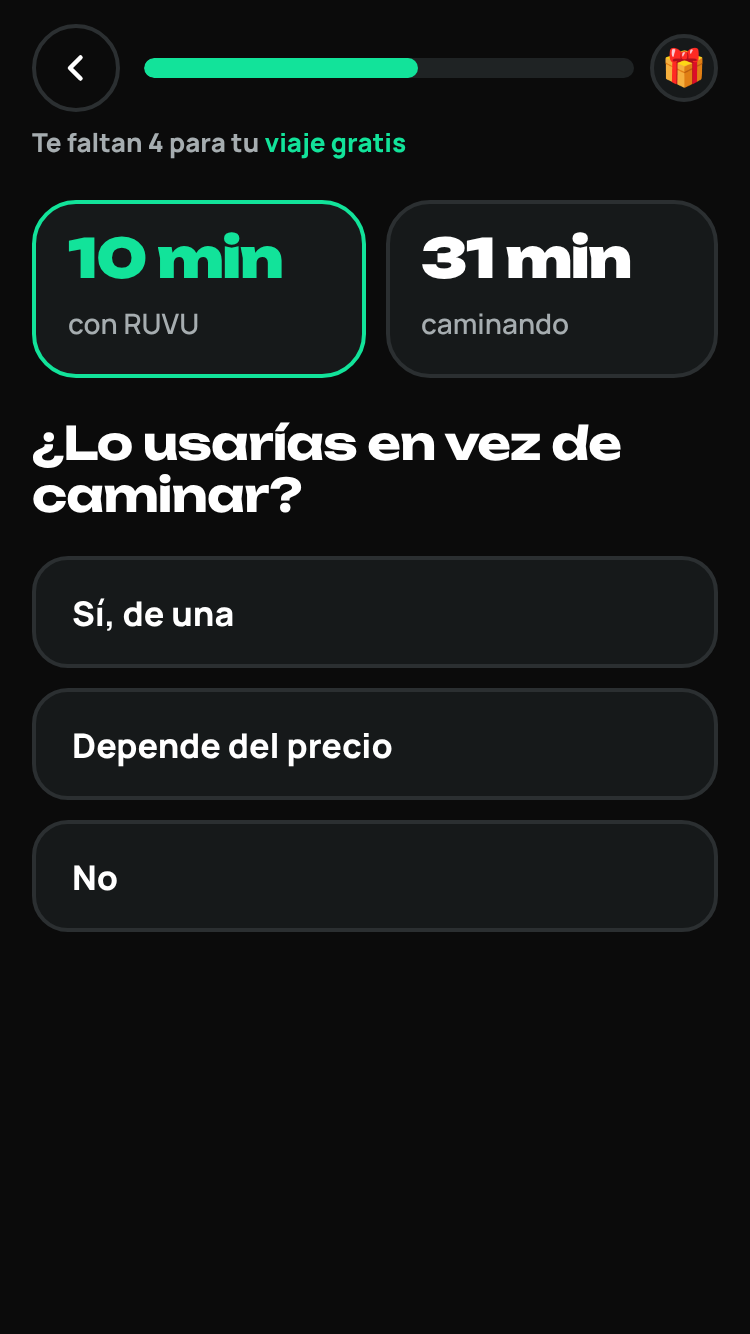 Te faltan 4 para tu viaje gratis
10 min
con RUVU
31 min
caminando
¿Lo usarías en vez de
caminar?
Sí, de una
Depende del precio
No